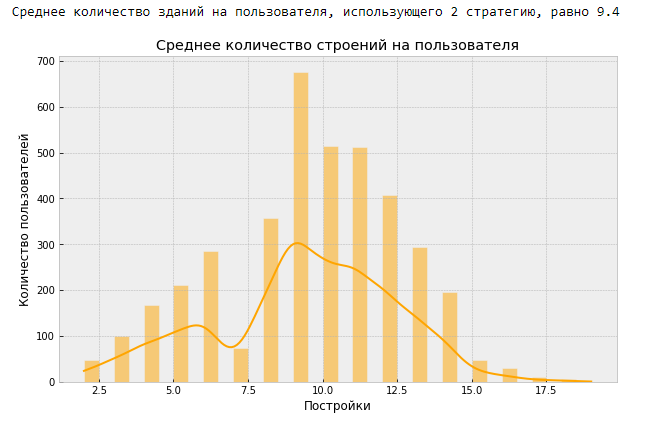 Среднее количество зданий на пользователя, использующего 2 стратегию, равно 9.4
Среднее количество строений на пользователя
700
600
500
400
300
200
100
0
Количество пользователей
2.5 5.0 7.5 10.0 12.5 15.0 17.5
Постройки